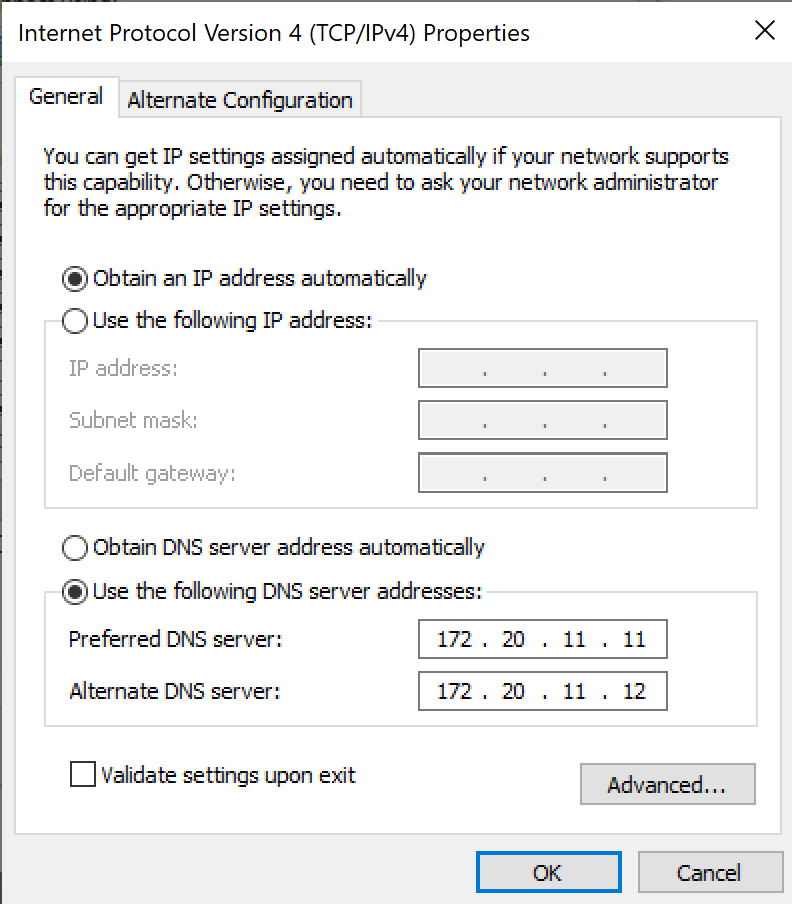 Internet Protocol Version 4 (TCP/IPv4) Properties
General
Alternate Configuration
You can get IP settings assigned automatically if your network supports
this capability. Otherwise, you need to ask your network administrator
for the appropriate IP settings.
Obtain an IP address automatically
Use the following IP address:
IP address:
. . .
Subnet mask:
. . .
Default gateway:
. . .
Obtain DNS server address automatically
Use the following DNS server addresses:
Preferred DNS server:
172 . 20 . 11 . 11
Alternate DNS server:
172 . 20 . 11 . 12
Validate settings upon exit
Advanced...
OK
Cancel